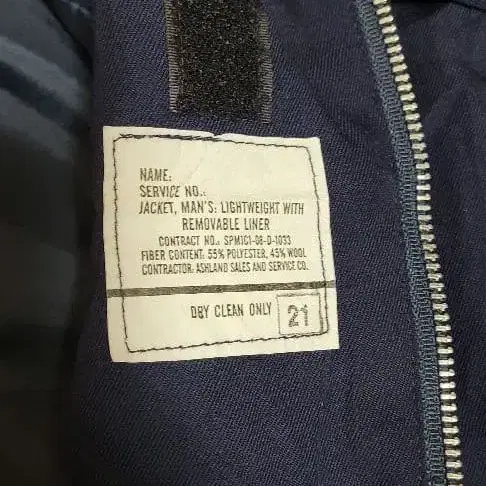 NAME:
SERVICE NO.:
JACKET, MAN'S: LIGHTWEIGHT WITH
REMOVABLE LINER
CONTRACT NO.: SPM1C1-08-D-1033
FIBER CONTENT: 55% POLYESTER, 45% WOOL
CONTRACTOR: ASHLAND SALES AND SERVICE CO.
DRY CLEAN ONLY 21